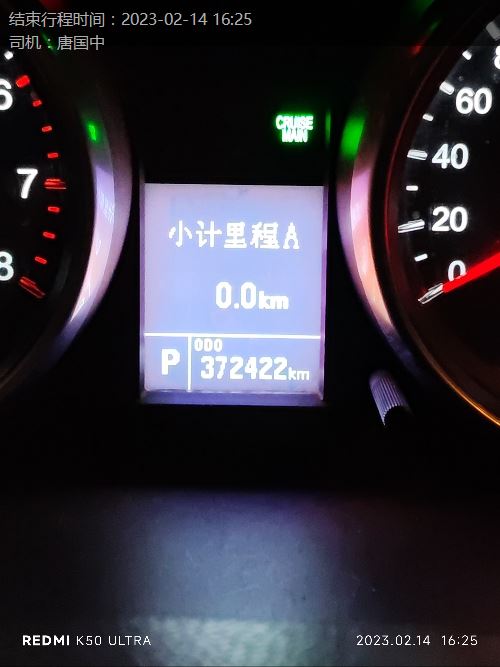 结束行程时间：2023-02-14 16:25
司机：唐国中
6
7
8
CRUISE
MAIN
80
60
40
20
0
小计里程A
0.0km
P
ODO
372422km
REDMI K50 ULTRA
2023.02.14 16:25